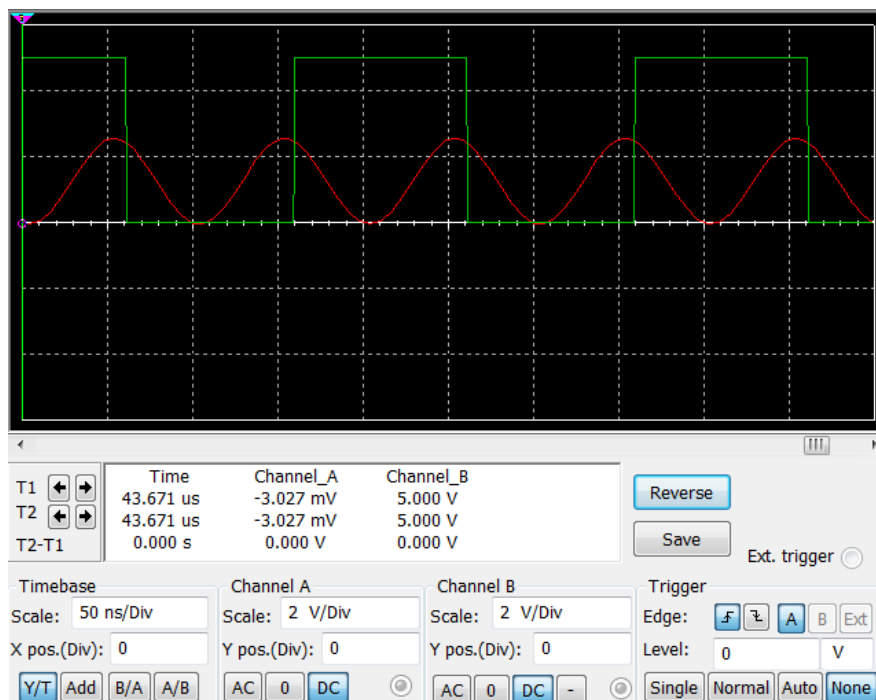 Time Channel_A Channel_B
T1 43.671 us -3.027 mV 5.000 V
T2 43.671 us -3.027 mV 5.000 V
T2-T1 0.000 s 0.000 V 0.000 V
Reverse
Save
Ext. trigger
Timebase
Scale: 50 ns/Div
X pos.(Div): 0
Y/T Add B/A A/B
Channel A
Scale: 2 V/Div
Y pos.(Div): 0
AC 0 DC
Channel B
Scale: 2 V/Div
Y pos.(Div): 0
AC 0 DC -
Trigger
Edge: A B Ext
Level: 0 V
Single Normal Auto None